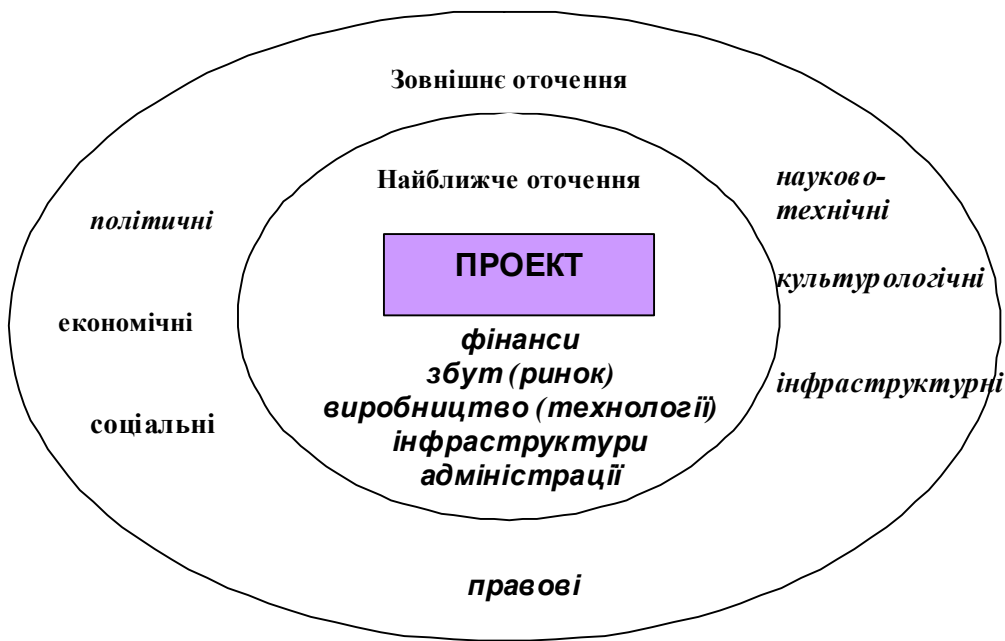 Зовнішнє оточення
Найближче оточення
науково-
технічні
політичні
ПРОЕКТ
культурологічні
економічні
фінанси
збут (ринок)
інфраструктурні
виробництво (технології)
соціальні
інфраструктури
адміністрації
правові